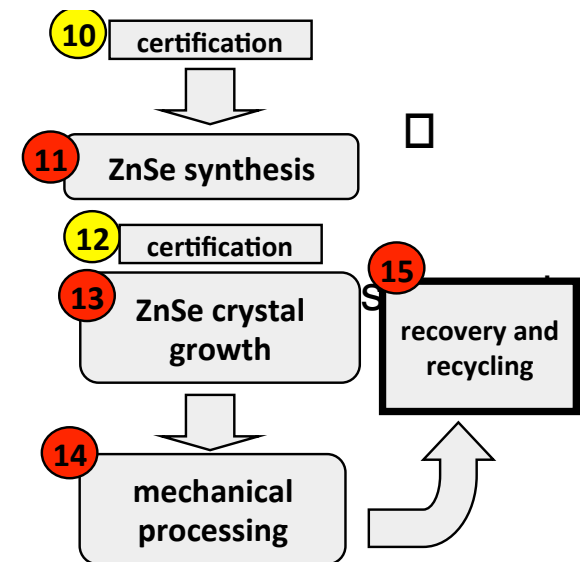 10
certification
11
ZnSe synthesis
12
certification
13
ZnSe crystal
growth
15
recovery and
recycling
14
mechanical
processing